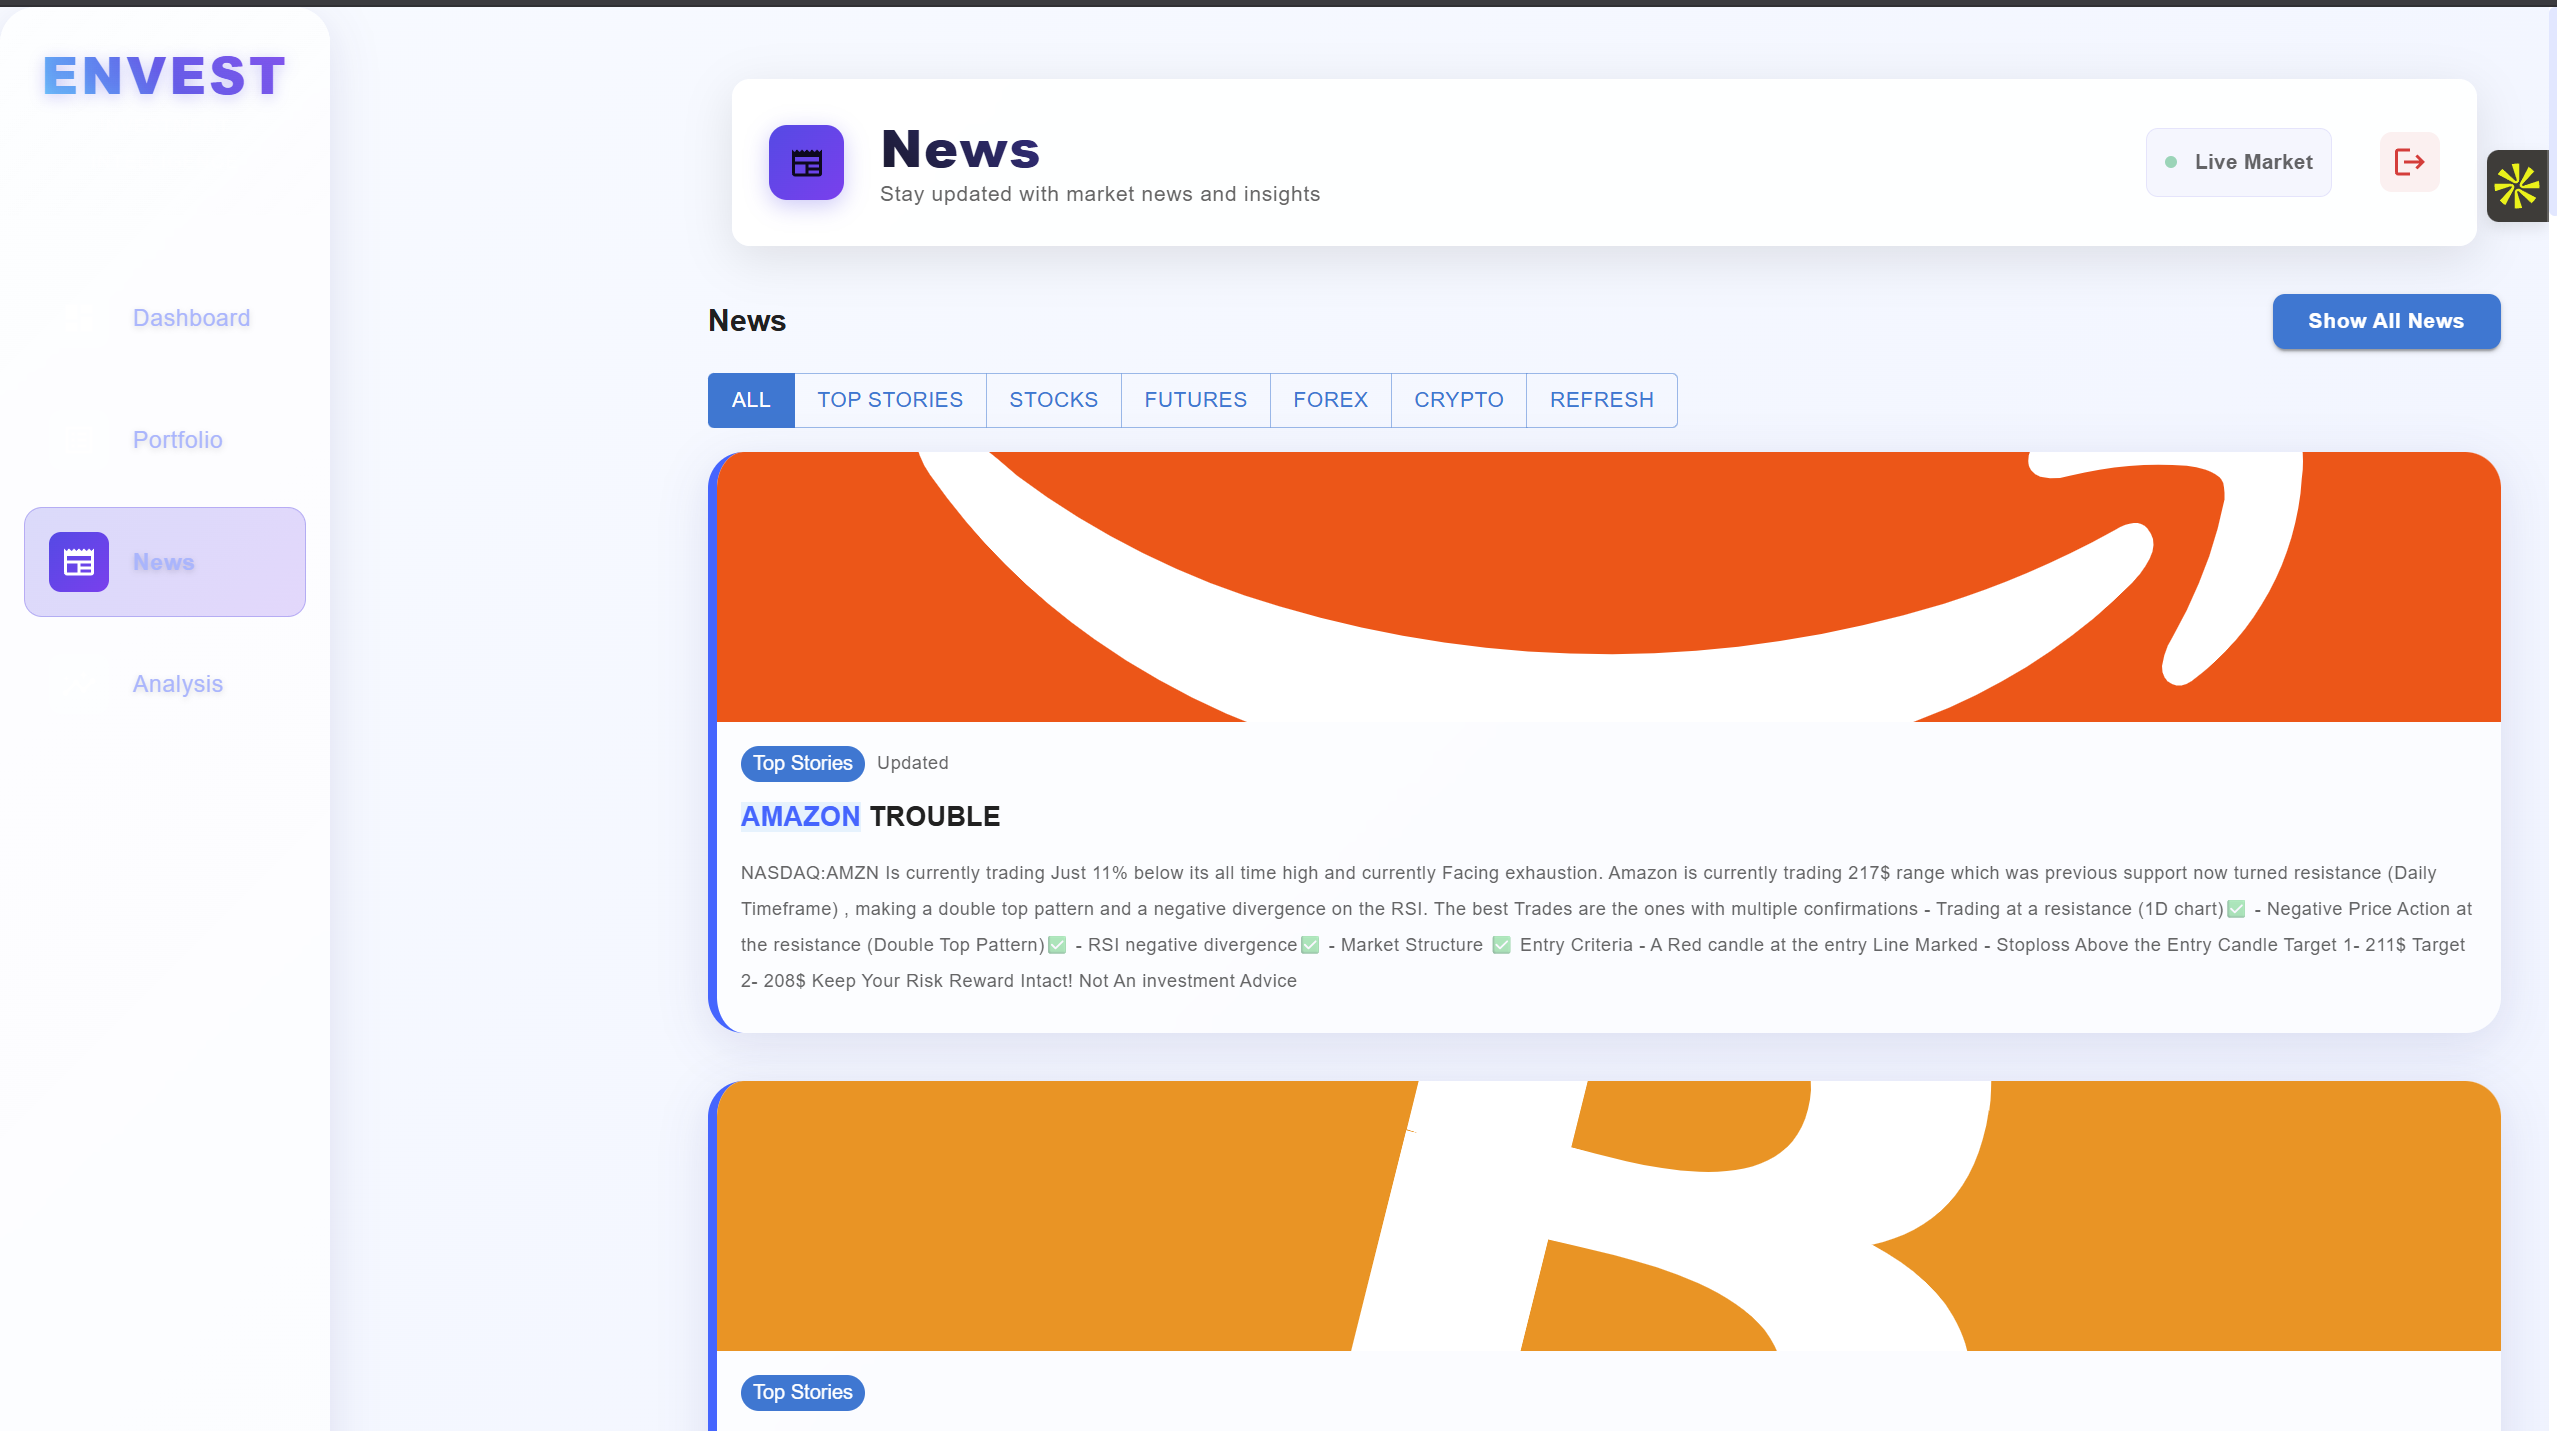 ENVEST
Dashboard
Portfolio
News
Analysis
News
Stay updated with market news and insights
Live Market
News
Show All News
ALL
TOP STORIES
STOCKS
FUTURES
FOREX
CRYPTO
REFRESH
Top Stories
Updated
AMAZON TROUBLE
NASDAQ:AMZN Is currently trading Just 11% below its all time high and currently Facing exhaustion. Amazon is currently trading 217$ range which was previous support now turned resistance (Daily
Timeframe) , making a double top pattern and a negative divergence on the RSI. The best Trades are the ones with multiple confirmations - Trading at a resistance (1D chart)✅ - Negative Price Action at
the resistance (Double Top Pattern)✅ - RSI negative divergence✅ - Market Structure ✅ Entry Criteria - A Red candle at the entry Line Marked - Stoploss Above the Entry Candle Target 1- 211$ Target
2- 208$ Keep Your Risk Reward Intact! Not An investment Advice
Top Stories